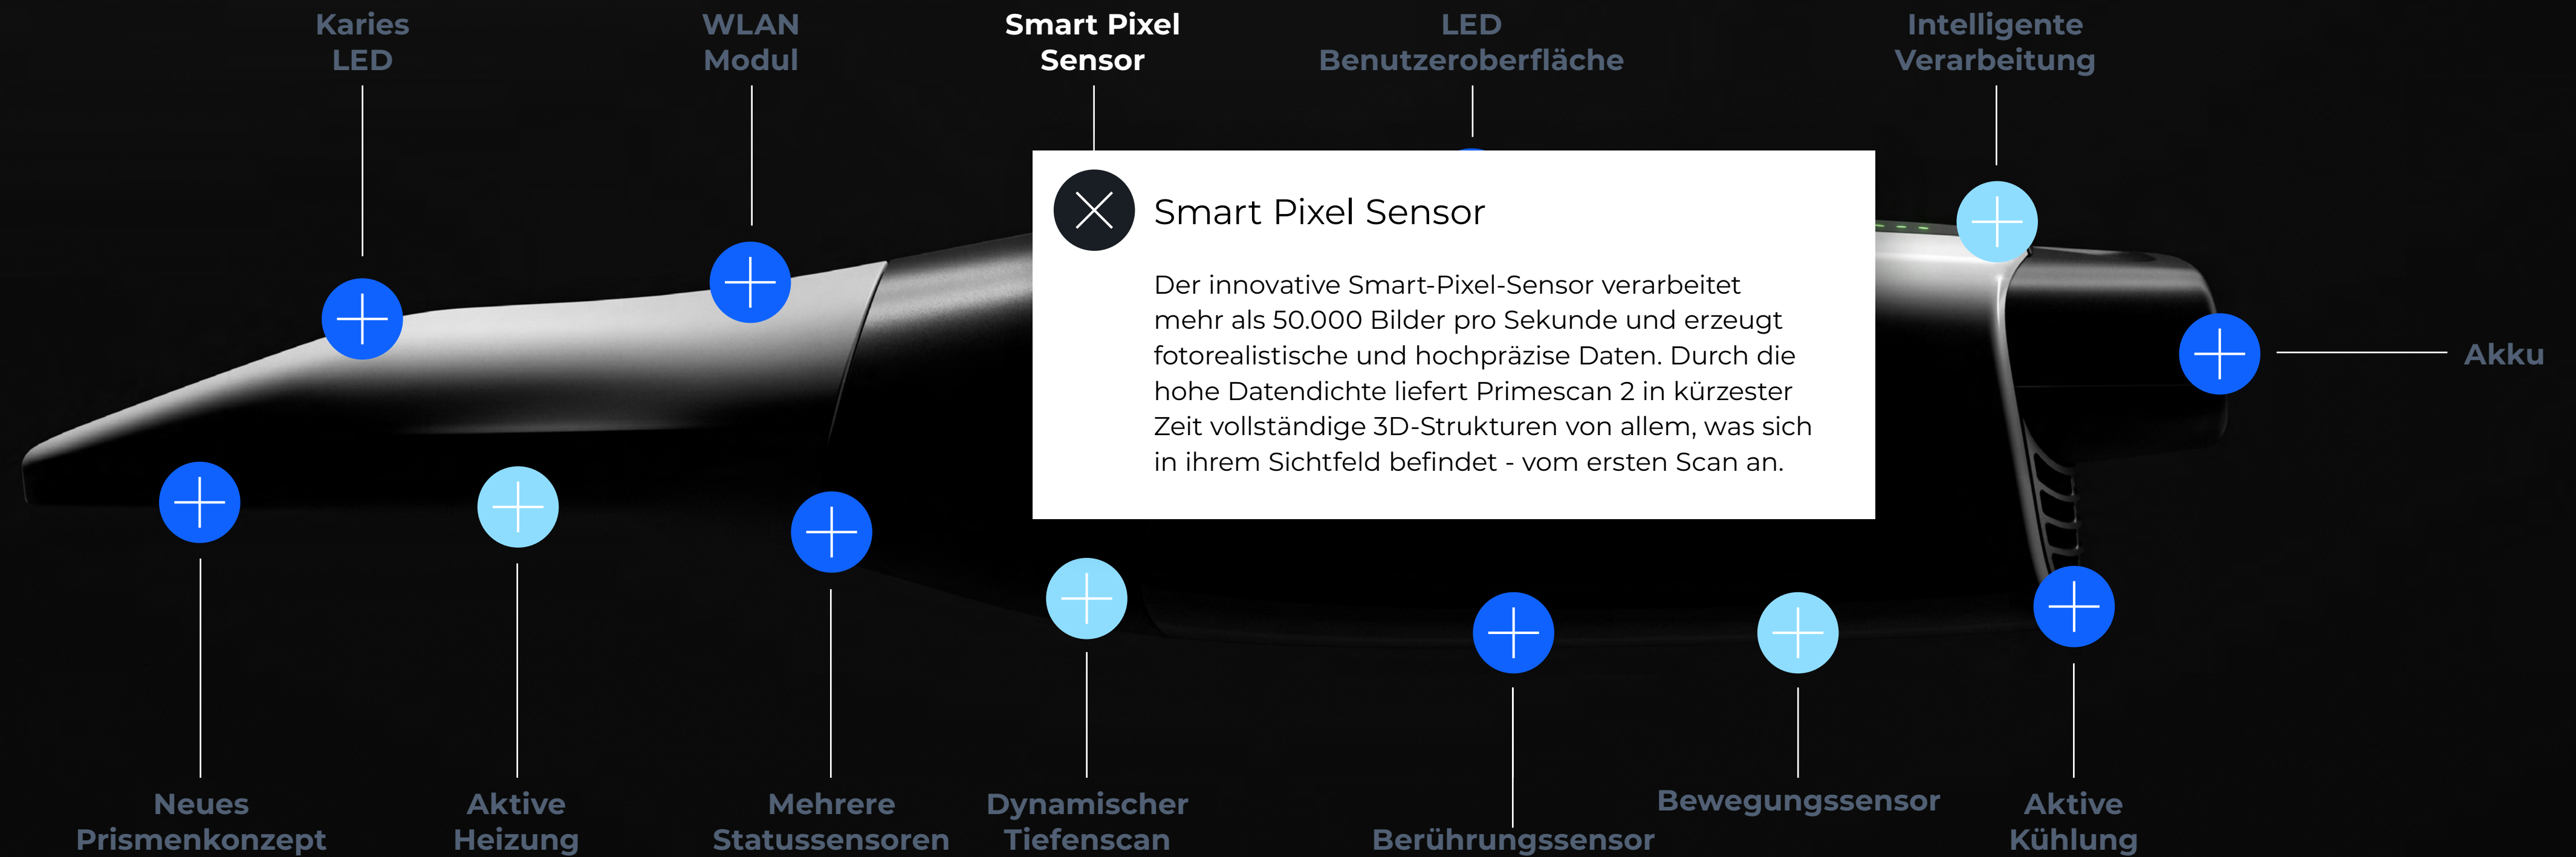 Karies
LED
WLAN
Modul
Smart Pixel
Sensor
LED
Benutzeroberfläche
Intelligente
Verarbeitung
Smart Pixel Sensor
Der innovative Smart-Pixel-Sensor verarbeitet
mehr als 50.000 Bilder pro Sekunde und erzeugt
fotorealistische und hochpräzise Daten. Durch die
hohe Datendichte liefert Primescan 2 in kürzester
Zeit vollständige 3D-Strukturen von allem, was sich
in ihrem Sichtfeld befindet - vom ersten Scan an.
Akku
Neues
Prismenkonzept
Aktive
Heizung
Mehrere
Statussensoren
Dynamischer
Tiefenscan
Berührungssensor
Bewegungssensor
Aktive
Kühlung